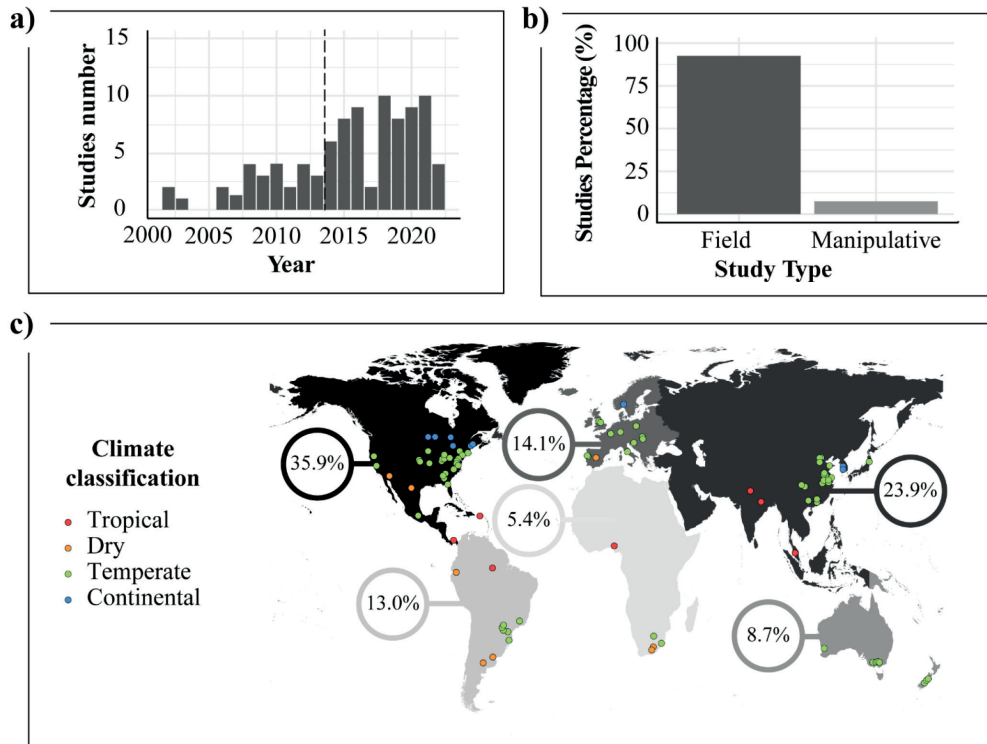 a)
15
10
5
0
Studies number
2000 2005 2010 2015 2020
Year
b)
100
75
50
25
0
Studies Percentage (%)
Field Manipulative
Study Type
c)
Climate
classification
Tropical
Dry
Temperate
Continental
35.9%
14.1%
5.4%
23.9%
13.0%
8.7%